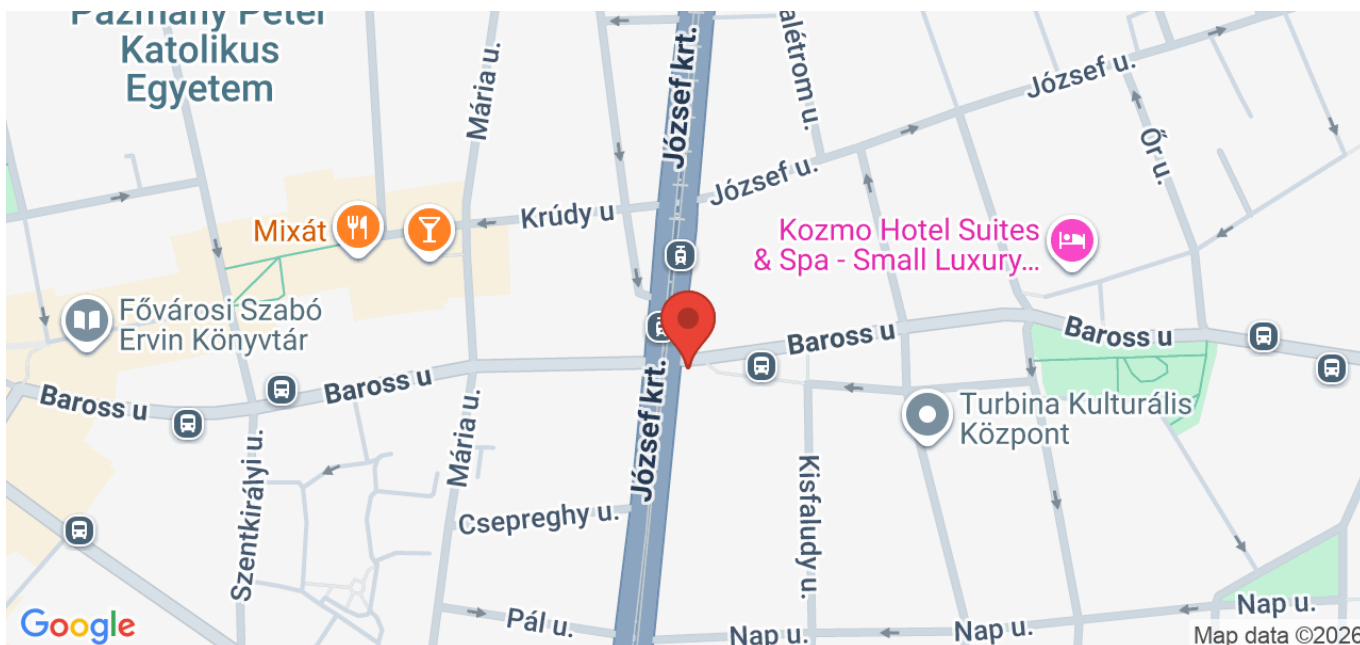 Pázmány Péter
Katolikus
Egyetem
Mária u.
József krt.
József u.
József u.
Őr u.
Krúdy u
Mixát
Kozmo Hotel Suites
& Spa - Small Luxury...
Fővárosi Szabó
Ervin Könyvtár
Baross u
Baross u
Baross u
Baross u
Turbina Kulturális
Központ
Mária u.
József krt.
Szentkirályi u.
Kisfaludy u.
Csepreghy u.
Pál u.
Nap u.
Nap u.
Nap u.
Google
Map data ©2026